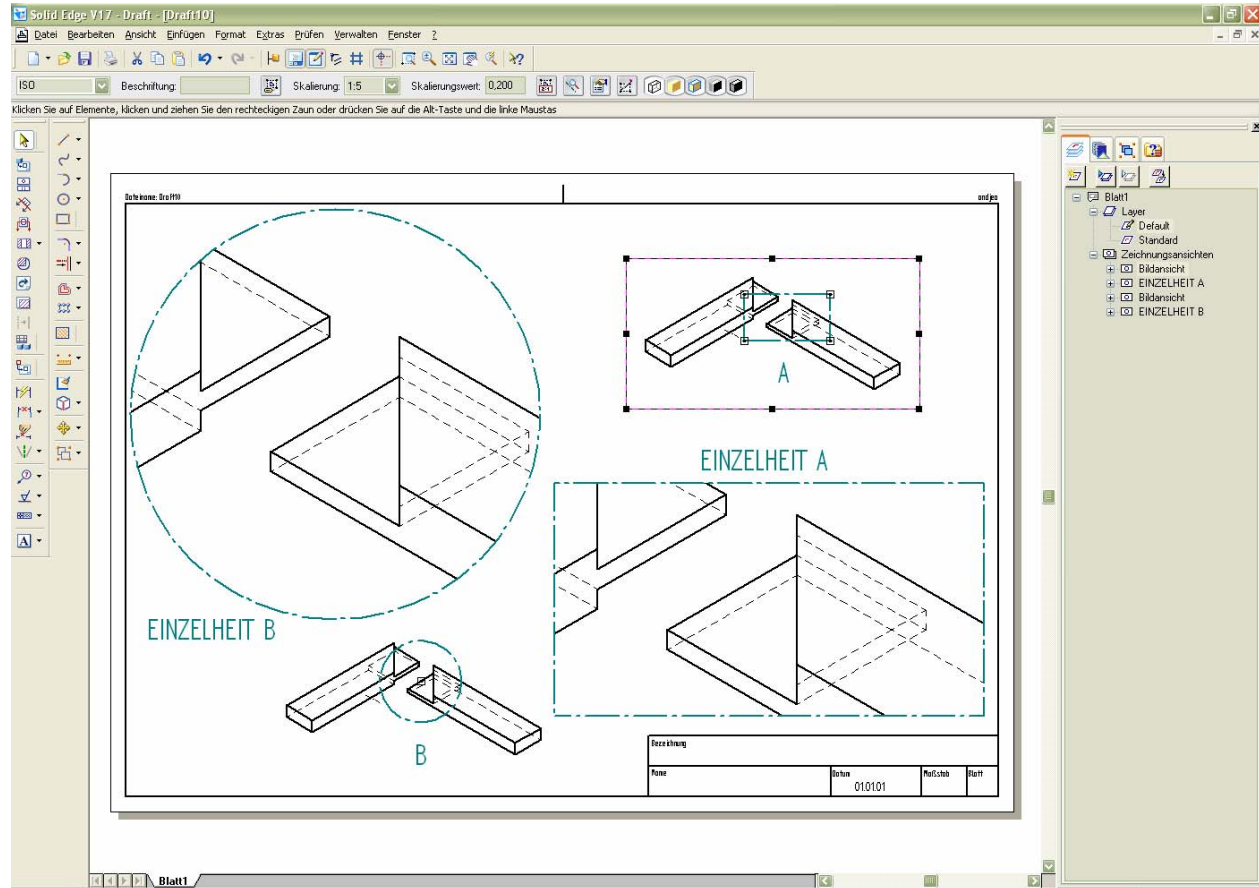 Solid Edge V17 - Draft - [Draft10]
Datei Bearbeiten Ansicht Einfügen Format Extras Prüfen Verwalten Fenster ?
ISO Beschriftung: Skalierung: 1:5 Skalierungswert: 0,200
Klicken Sie auf Elemente, klicken und ziehen Sie den rechteckigen Zaun oder drücken Sie auf die Alt-Taste und die linke Maustas
Dateiname: Draft10
andjea
A
EINZELHEIT A
EINZELHEIT B
B
Bezeichnung
Name Datum Maßstab Blatt
01.01.01
Blatt1
Layer
Default
Standard
Zeichnungsansichten
Bildansicht
EINZELHEIT A
Bildansicht
EINZELHEIT B
A
Blatt1